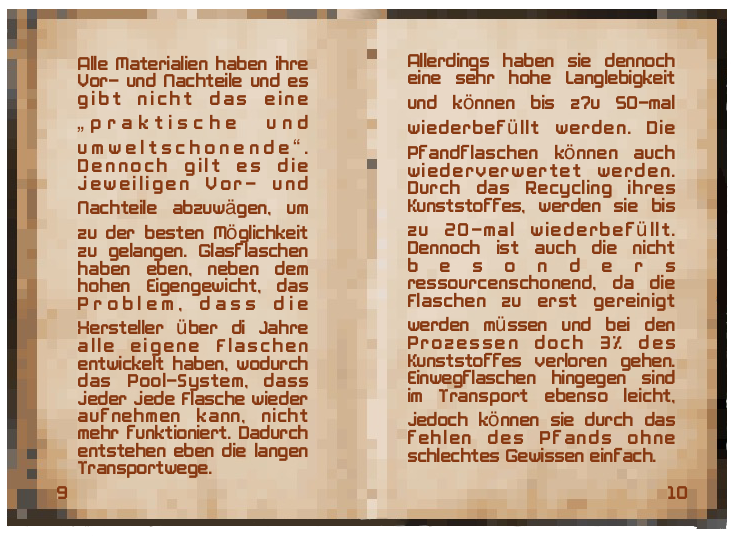 Alle Materialien haben ihre
Vor- und Nachteile und es
gibt nicht das eine
„praktische und
umweltschonende“.
Dennoch gilt es die
jeweiligen Vor- und
Nachteile abzuwägen, um
zu der besten Möglichkeit
zu gelangen. Glasflaschen
haben eben, neben dem
hohen Eigengewicht, das
Problem, dass die
Hersteller über di Jahre
alle eigene Flaschen
entwickelt haben, wodurch
das Pool-System, dass
jeder jede Flasche wieder
aufnehmen kann, nicht
mehr funktioniert. Dadurch
entstehen eben die langen
Transportwege.
9
Allerdings haben sie dennoch
eine sehr hohe Langlebigkeit
und können bis z7u 50-mal
wiederbefüllt werden. Die
Pfandflaschen können auch
wiederverwertet werden.
Durch das Recycling ihres
Kunststoffes, werden sie bis
zu 20-mal wiederbefüllt.
Dennoch ist auch die nicht
besonders
ressourcenschonend, da die
Flaschen zu erst gereinigt
werden müssen und bei den
Prozessen doch 3% des
Kunststoffes verloren gehen.
Einwegflaschen hingegen sind
im Transport ebenso leicht,
jedoch können sie durch das
fehlen des Pfands ohne
schlechtes Gewissen einfach.
10